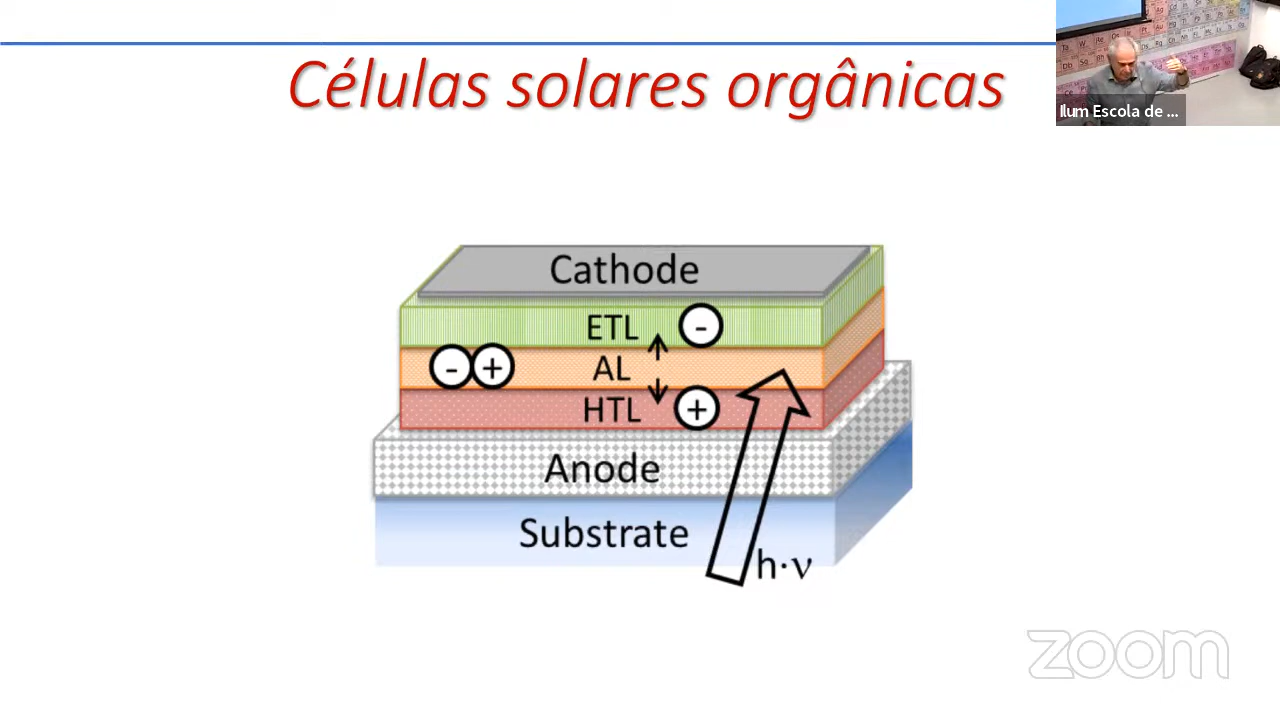 Células solares orgânicas
Ilum Escola de ...
Cathode
ETL
-
- +
AL
HTL
+
Anode
Substrate
h·ν
zoom